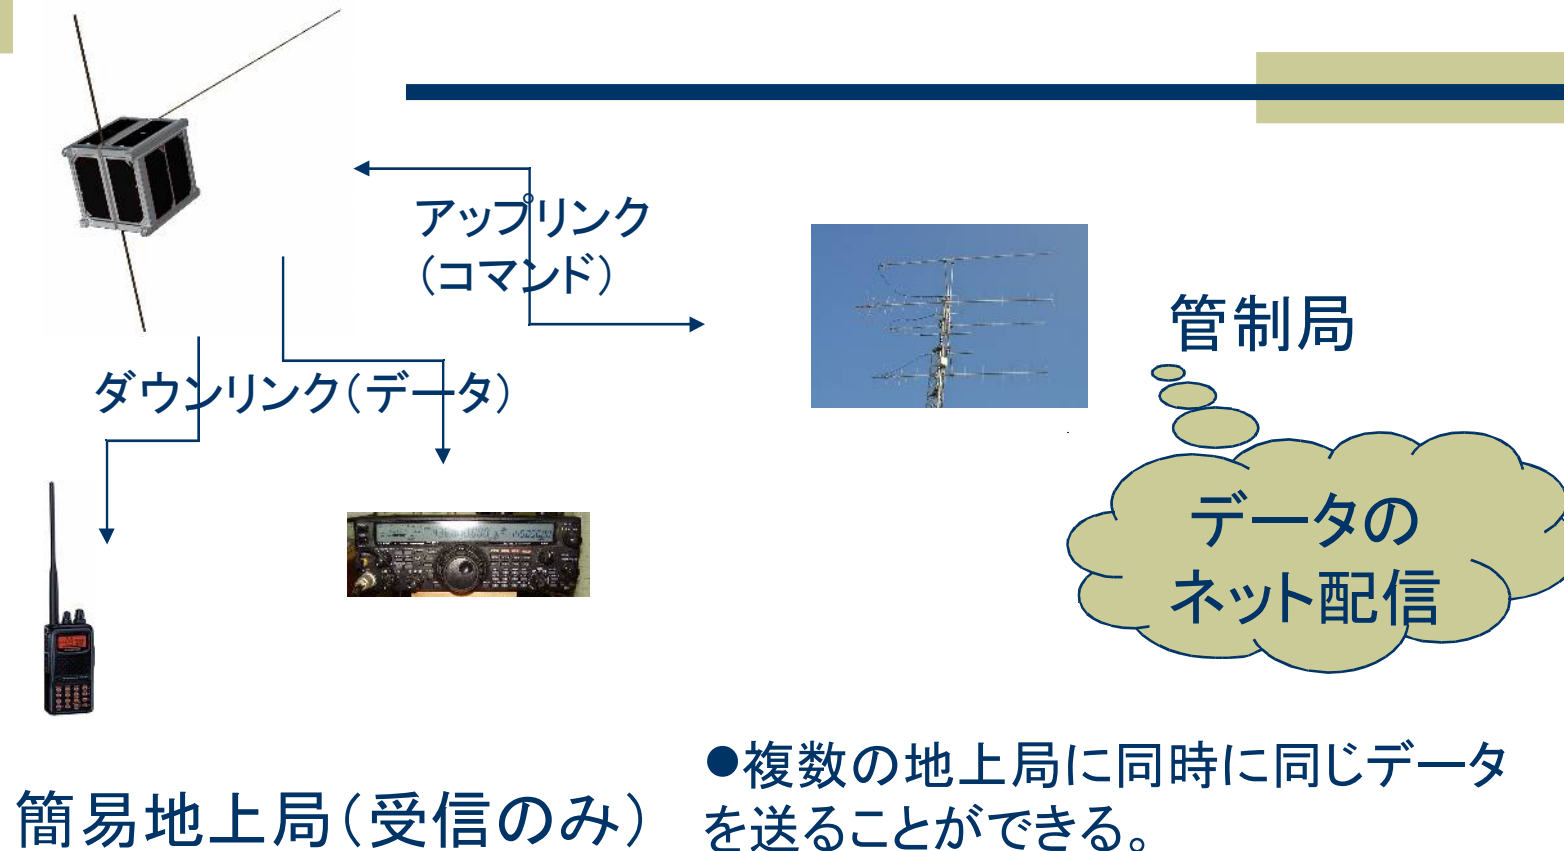 アップリンク
（コマンド）
管制局
ダウンリンク（データ）
データの
ネット配信
●複数の地上局に同時に同じデータ
を送ることができる。
簡易地上局（受信のみ）